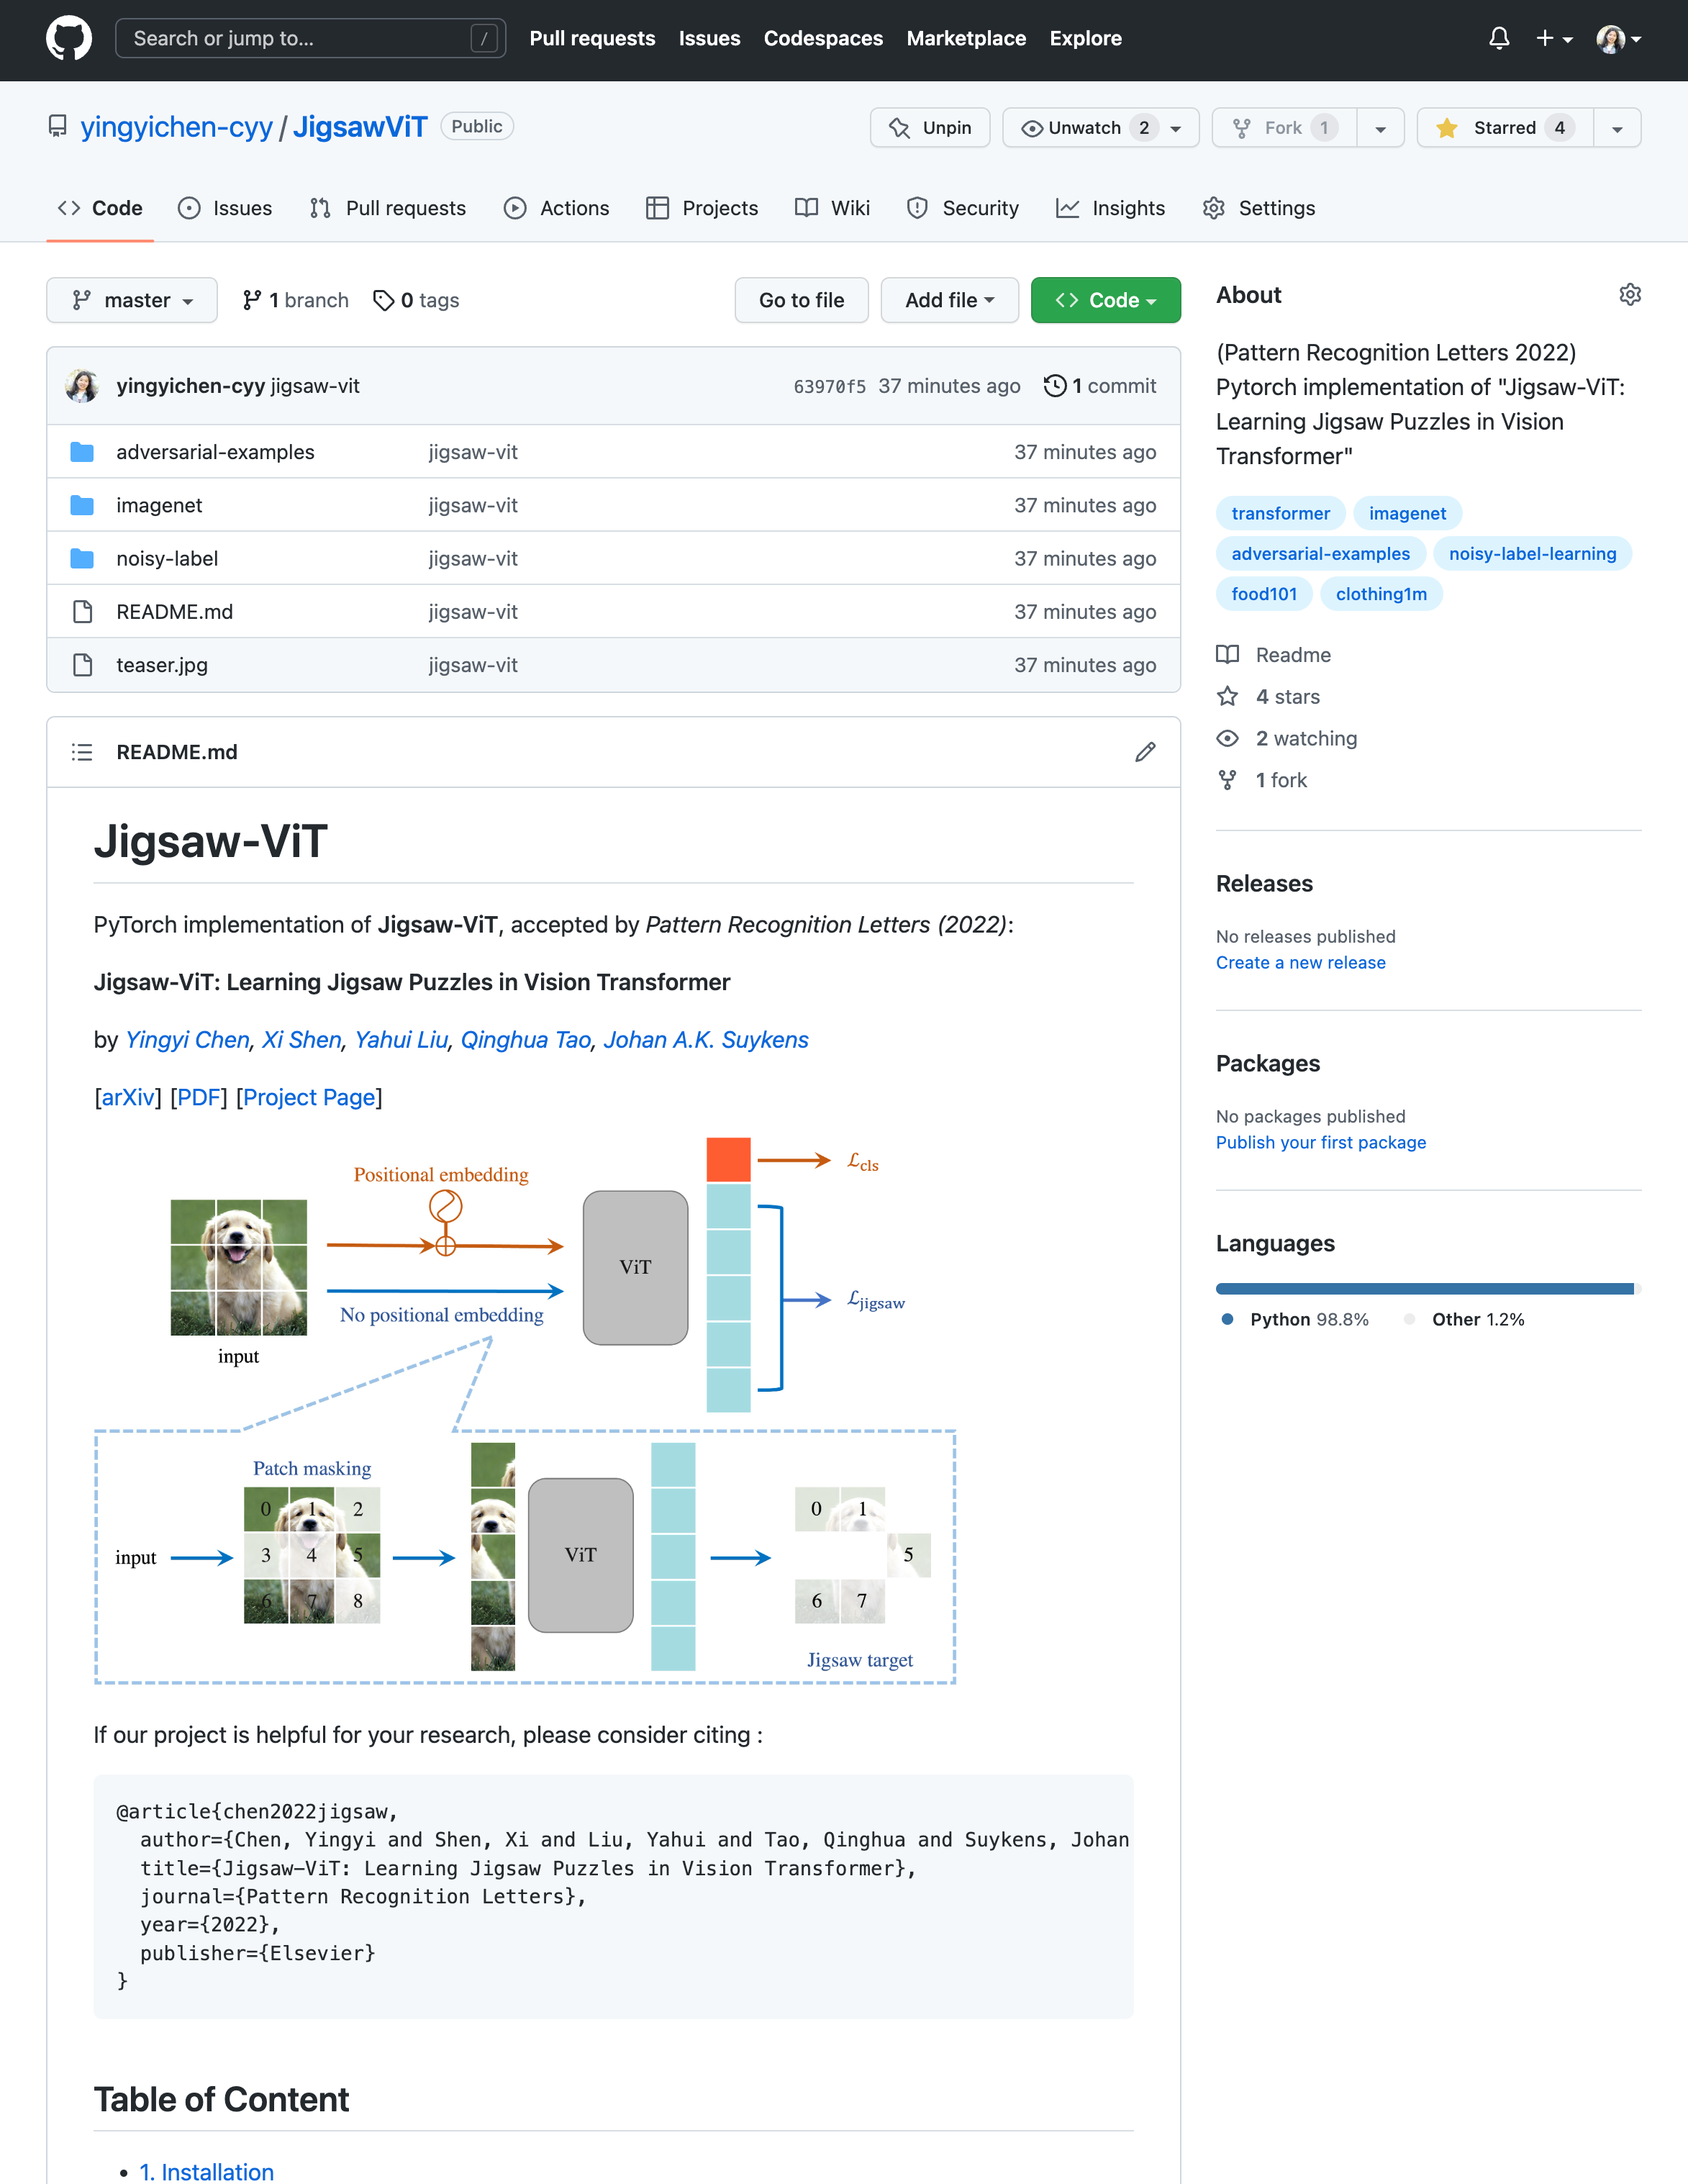 Search or jump to... /
Pull requests Issues Codespaces Marketplace Explore
yingyichen-cyy / JigsawViT Public
Unpin Unwatch 2 Fork 1 Starred 4
Code Issues Pull requests Actions Projects Wiki Security Insights Settings
master 1 branch 0 tags Go to file Add file Code
yingyichen-cyy jigsaw-vit 63970f5 37 minutes ago 1 commit
adversarial-examples jigsaw-vit 37 minutes ago
imagenet jigsaw-vit 37 minutes ago
noisy-label jigsaw-vit 37 minutes ago
README.md jigsaw-vit 37 minutes ago
teaser.jpg jigsaw-vit 37 minutes ago
README.md
Jigsaw-ViT
PyTorch implementation of Jigsaw-ViT, accepted by Pattern Recognition Letters (2022):
Jigsaw-ViT: Learning Jigsaw Puzzles in Vision Transformer
by Yingyi Chen, Xi Shen, Yahui Liu, Qinghua Tao, Johan A.K. Suykens
[arXiv] [PDF] [Project Page]
Positional embedding
No positional embedding
input
ViT
ℒcls
ℒjigsaw
Patch masking
input
0 1 2
3 4 5
6 7 8
ViT
0 1
5
6 7
Jigsaw target
If our project is helpful for your research, please consider citing :
@article{chen2022jigsaw,
author={Chen, Yingyi and Shen, Xi and Liu, Yahui and Tao, Qinghua and Suykens, Johan
title={Jigsaw-ViT: Learning Jigsaw Puzzles in Vision Transformer},
journal={Pattern Recognition Letters},
year={2022},
publisher={Elsevier}
}
Table of Content
1. Installation
About
(Pattern Recognition Letters 2022)
Pytorch implementation of "Jigsaw-ViT:
Learning Jigsaw Puzzles in Vision
Transformer"
transformer imagenet
adversarial-examples noisy-label-learning
food101 clothing1m
Readme
4 stars
2 watching
1 fork
Releases
No releases published
Create a new release
Packages
No packages published
Publish your first package
Languages
Python 98.8% Other 1.2%